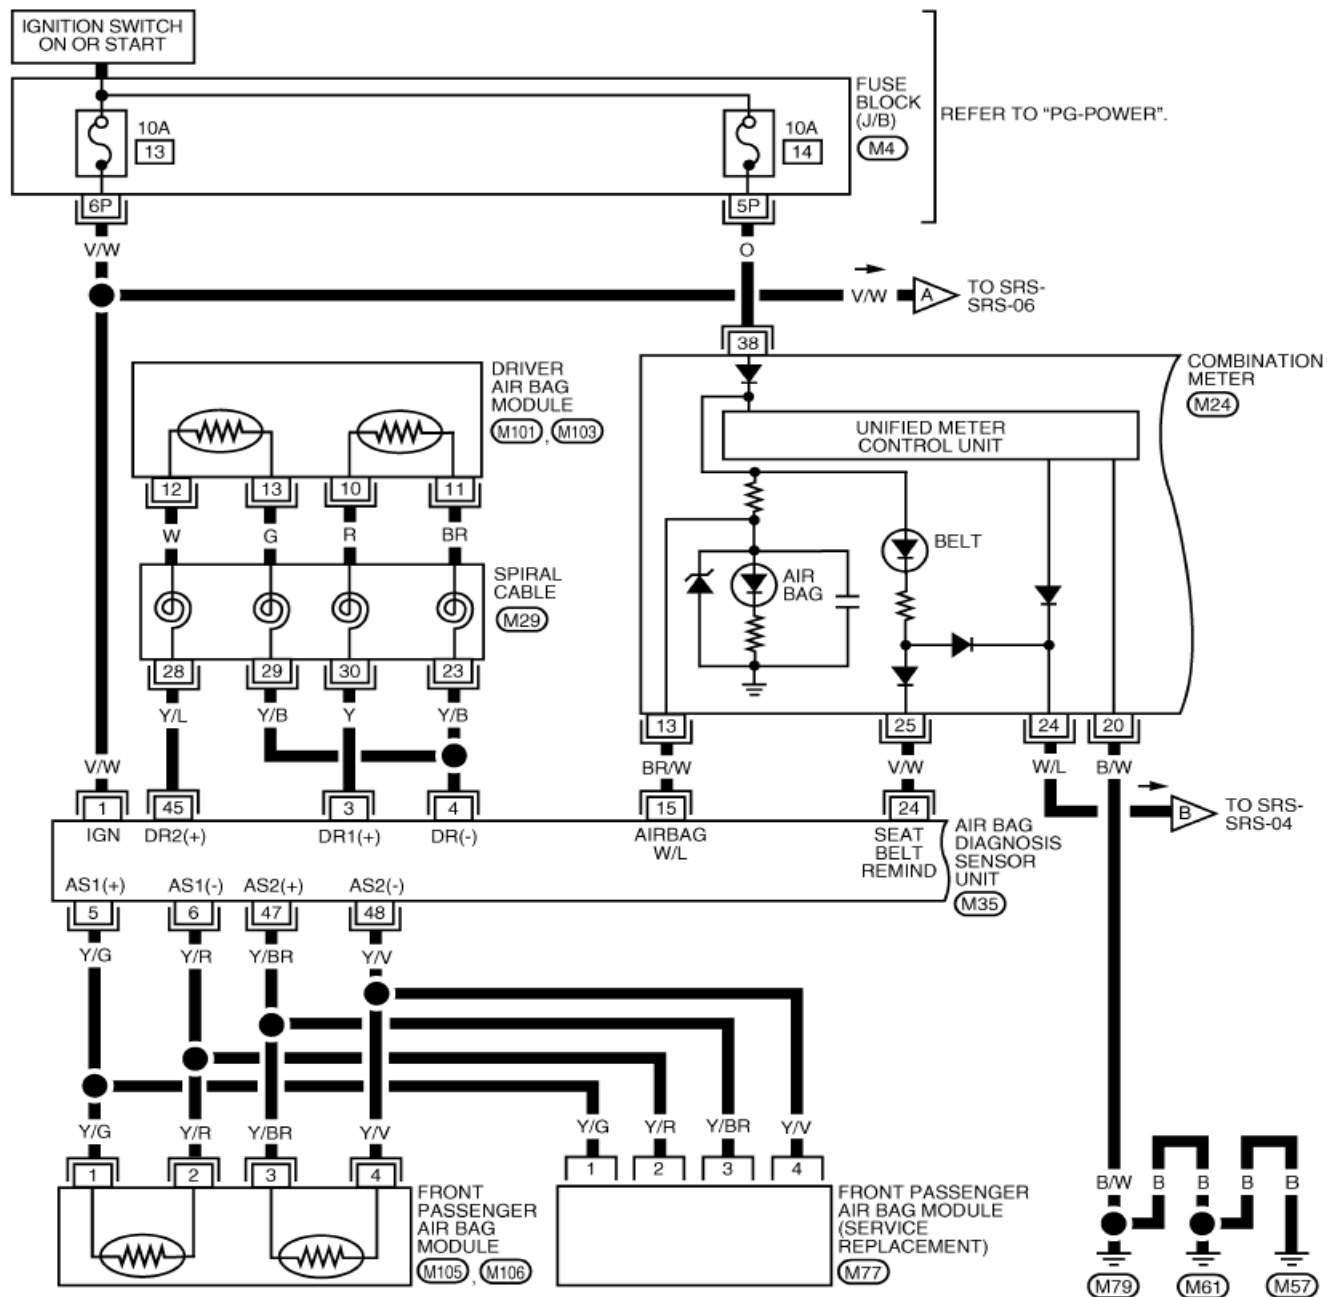 IGNITION SWITCH
ON OR START
FUSE
BLOCK
(J/B)
M4
REFER TO "PG-POWER".
10A
13
10A
14
6P
5P
V/W
O
V/W
A
TO SRS-
SRS-06
38
DRIVER
AIR BAG
MODULE
M101 , M103
COMBINATION
METER
M24
UNIFIED METER
CONTROL UNIT
12
13
10
11
W
G
R
BR
BELT
AIR
BAG
SPIRAL
CABLE
M29
28
29
30
23
Y/L
Y/B
Y
Y/B
13
25
24
20
V/W
BR/W
V/W
W/L
B/W
1
45
3
4
15
24
B
TO SRS-
SRS-04
IGN
DR2(+)
DR1(+)
DR(-)
AIRBAG
W/L
SEAT
BELT
REMIND
AIR BAG
DIAGNOSIS
SENSOR
UNIT
M35
AS1(+)
AS1(-)
AS2(+)
AS2(-)
5
6
47
48
Y/G
Y/R
Y/BR
Y/V
Y/G
Y/R
Y/BR
Y/V
Y/G
Y/R
Y/BR
Y/V
1
2
3
4
1
2
3
4
FRONT
PASSENGER
AIR BAG
MODULE
M105 , M106
FRONT PASSENGER
AIR BAG MODULE
(SERVICE
REPLACEMENT)
M77
B/W
B
B
B
B
M79
M61
M57